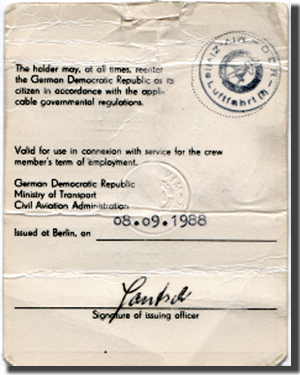 The holder may, at all times, reenter
the German Democratic Republic as its
citizen in accordance with the appli-
cable governmental regulations.
Valid for use in connexion with service for the crew
member's term of employment.
German Democratic Republic
Ministry of Transport
Civil Aviation Administration
08.09.1988
Issued at Berlin, on
Signature of issuing officer